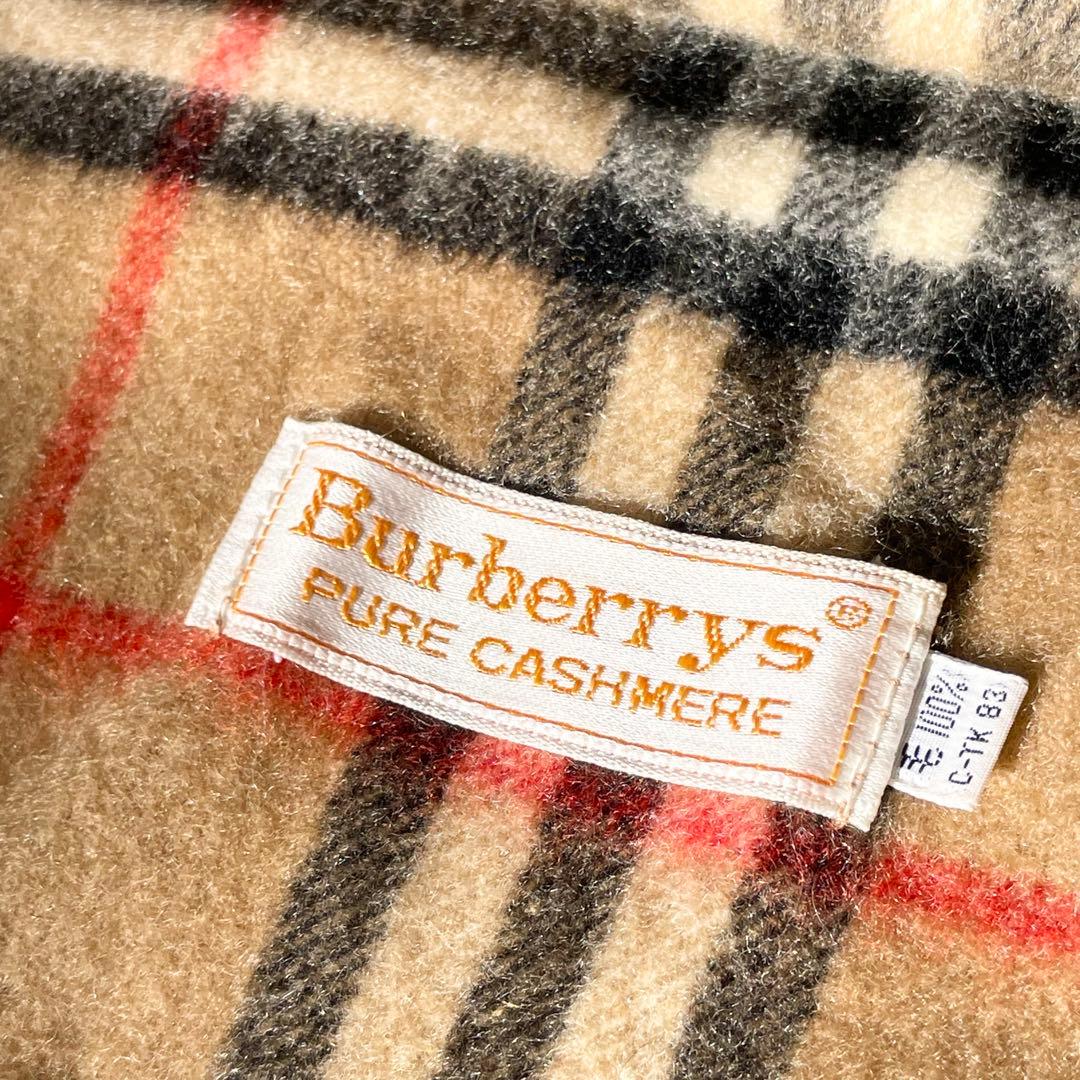 Burberrys®
PURE CASHMERE
毛 100%
C-TK 83